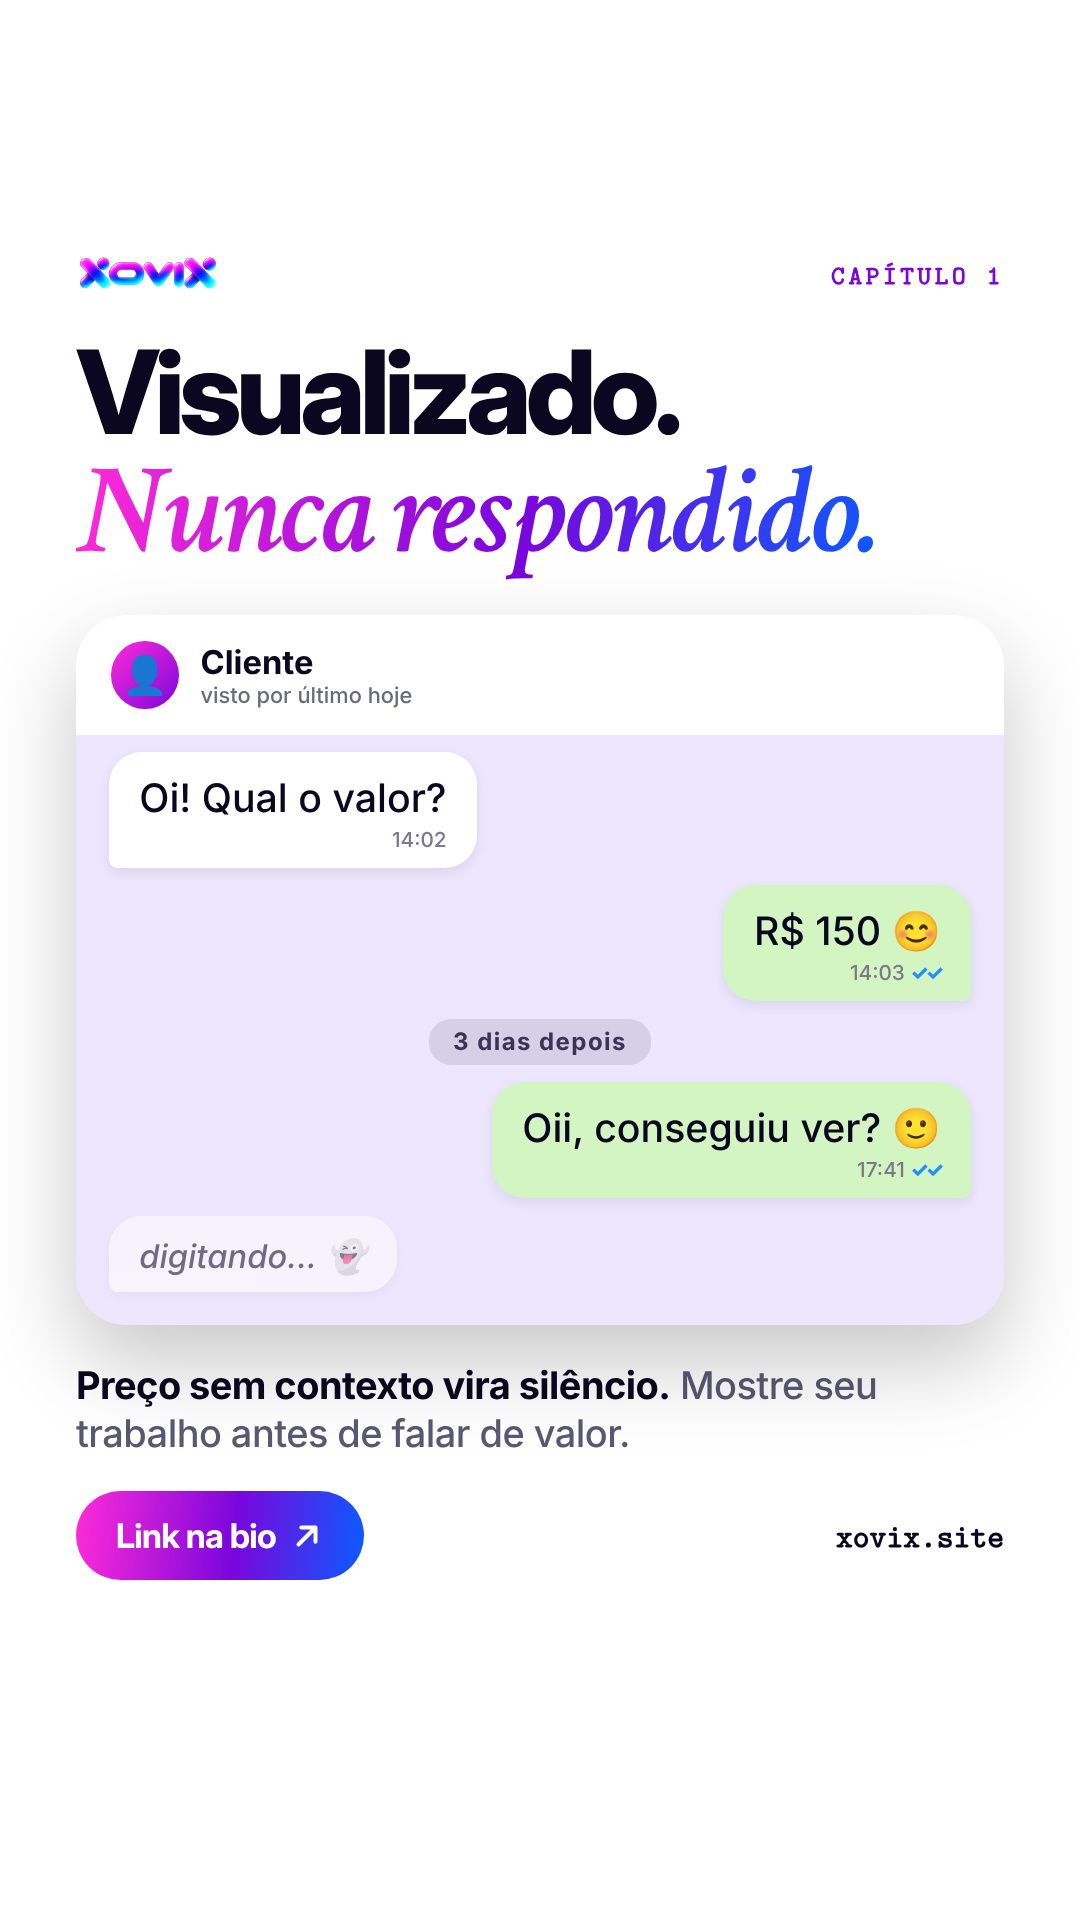 XOVIX
CAPÍTULO 1
Visualizado.
Nunca respondido.
Cliente
visto por último hoje
Oi! Qual o valor?
14:02
R$ 150 😊
14:03
3 dias depois
Oii, conseguiu ver? 🙂
17:41
digitando... 👻
Preço sem contexto vira silêncio. Mostre seu
trabalho antes de falar de valor.
Link na bio
xovix.site